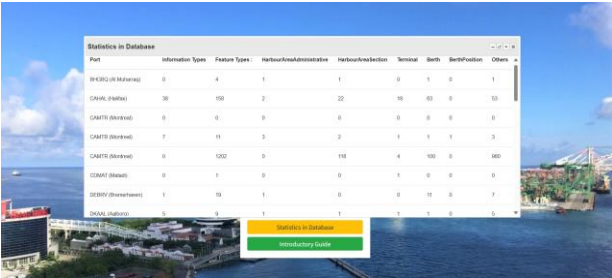 Statistics in Database
Port Information Types Feature Types : HarbourAreaAdministrative HarbourAreaSection Terminal Berth BerthPosition Others
BHOBQ (Al Muharraq) 0 4 1 1 0 1 0 1
CAHAL (Halifax) 39 158 2 22 18 63 0 53
CAMTR (Montreal) 0 0 0 0 0 0 0 0
CAMTR (Montreal) 7 11 3 2 1 1 1 3
CAMTR (Montreal) 0 1202 0 118 4 100 0 980
COMAT (Matadi) 0 1 0 0 1 0 0 0
DEBRV (Bremerhaven) 1 19 1 0 0 11 0 7
DKAAL (Aalborg) 5 9 1 1 1 1 0 5
Statistics in Database
Introductory Guide